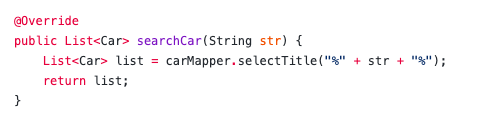 @Override
public List<Car> searchCar(String str) {
    List<Car> list = carMapper.selectTitle("%" + str + "%");
    return list;
}